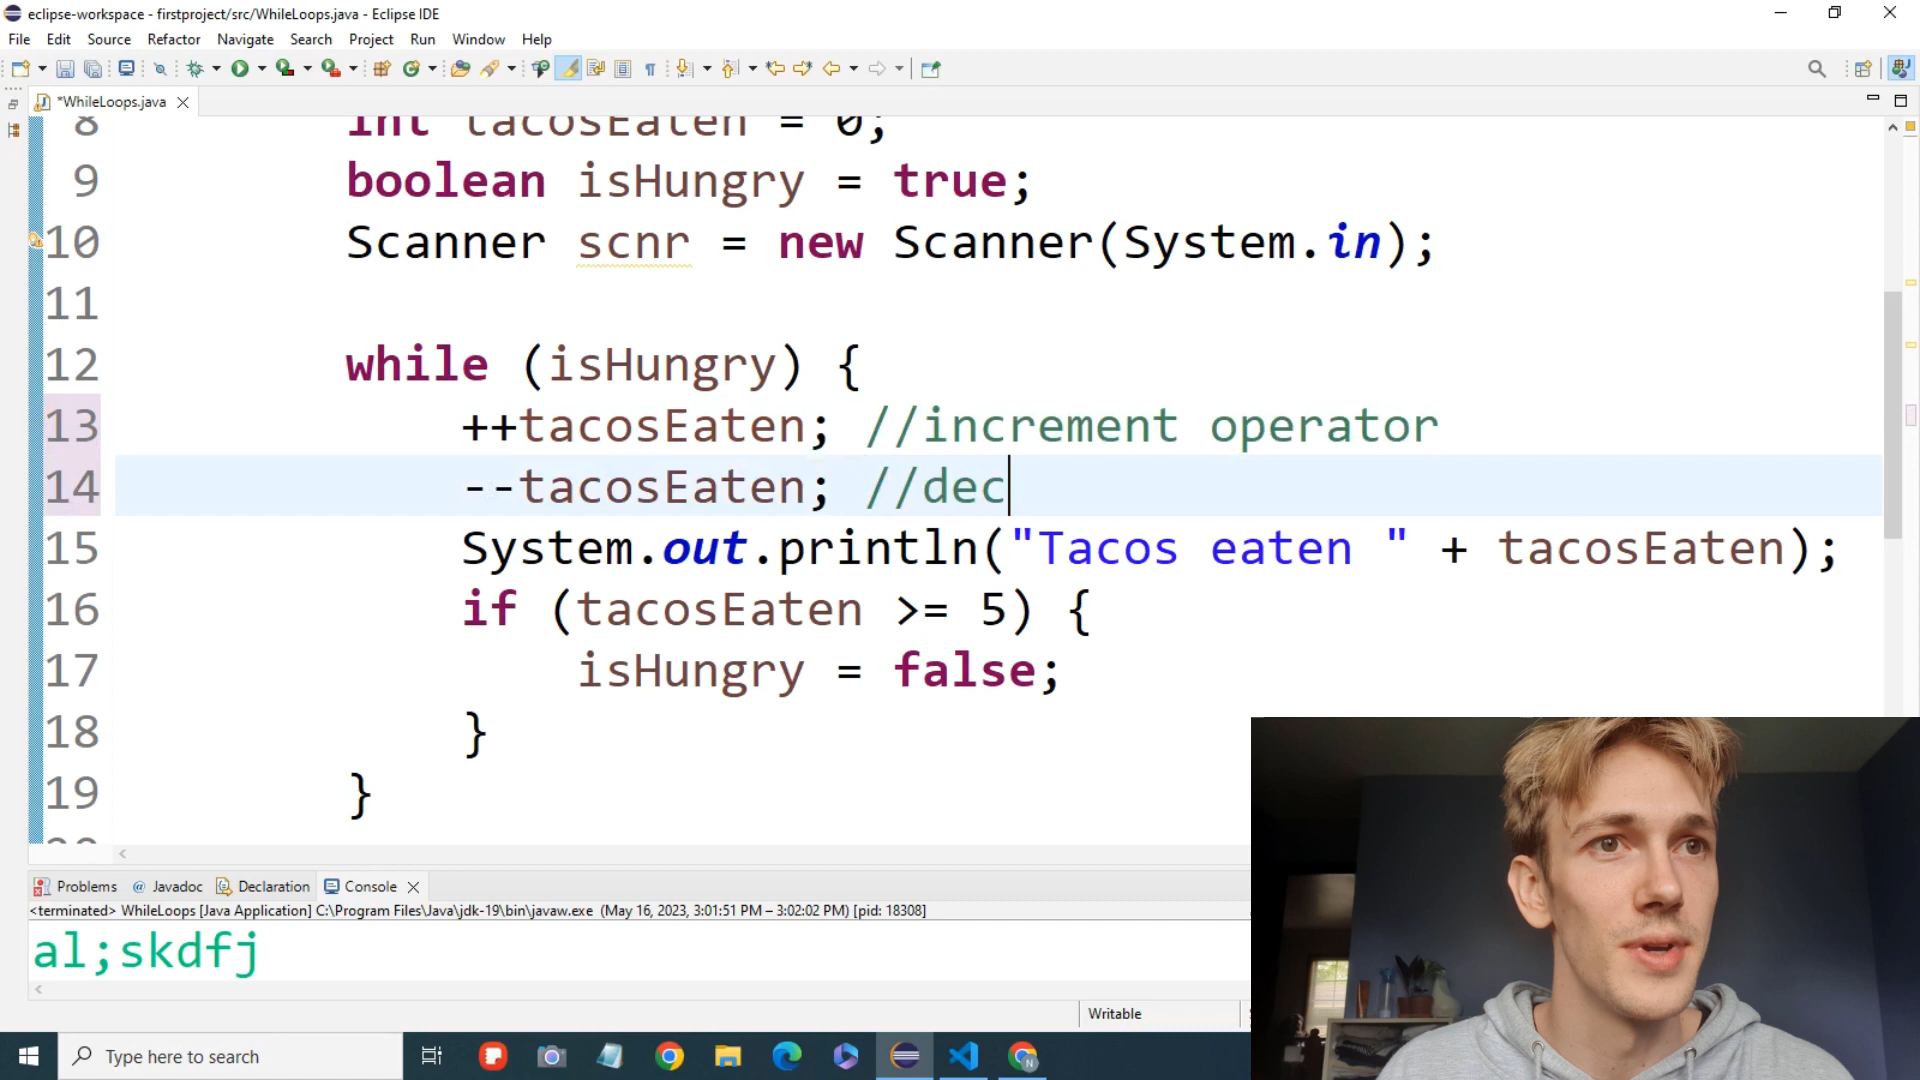 eclipse-workspace - firstproject/src/WhileLoops.java - Eclipse IDE
File Edit Source Refactor Navigate Search Project Run Window Help
*WhileLoops.java
8 int tacosEaten = 0;
9 boolean isHungry = true;
10 Scanner scnr = new Scanner(System.in);
11
12 while (isHungry) {
13 ++tacosEaten; //increment operator
14 --tacosEaten; //dec
15 System.out.println("Tacos eaten " + tacosEaten);
16 if (tacosEaten >= 5) {
17 isHungry = false;
18 }
19 }
Problems @ Javadoc Declaration Console
<terminated> WhileLoops [Java Application] C:\Program Files\Java\jdk-19\bin\javaw.exe (May 16, 2023, 3:01:51 PM – 3:02:02 PM) [pid: 18308]
al;skdfj
Writable
Type here to search